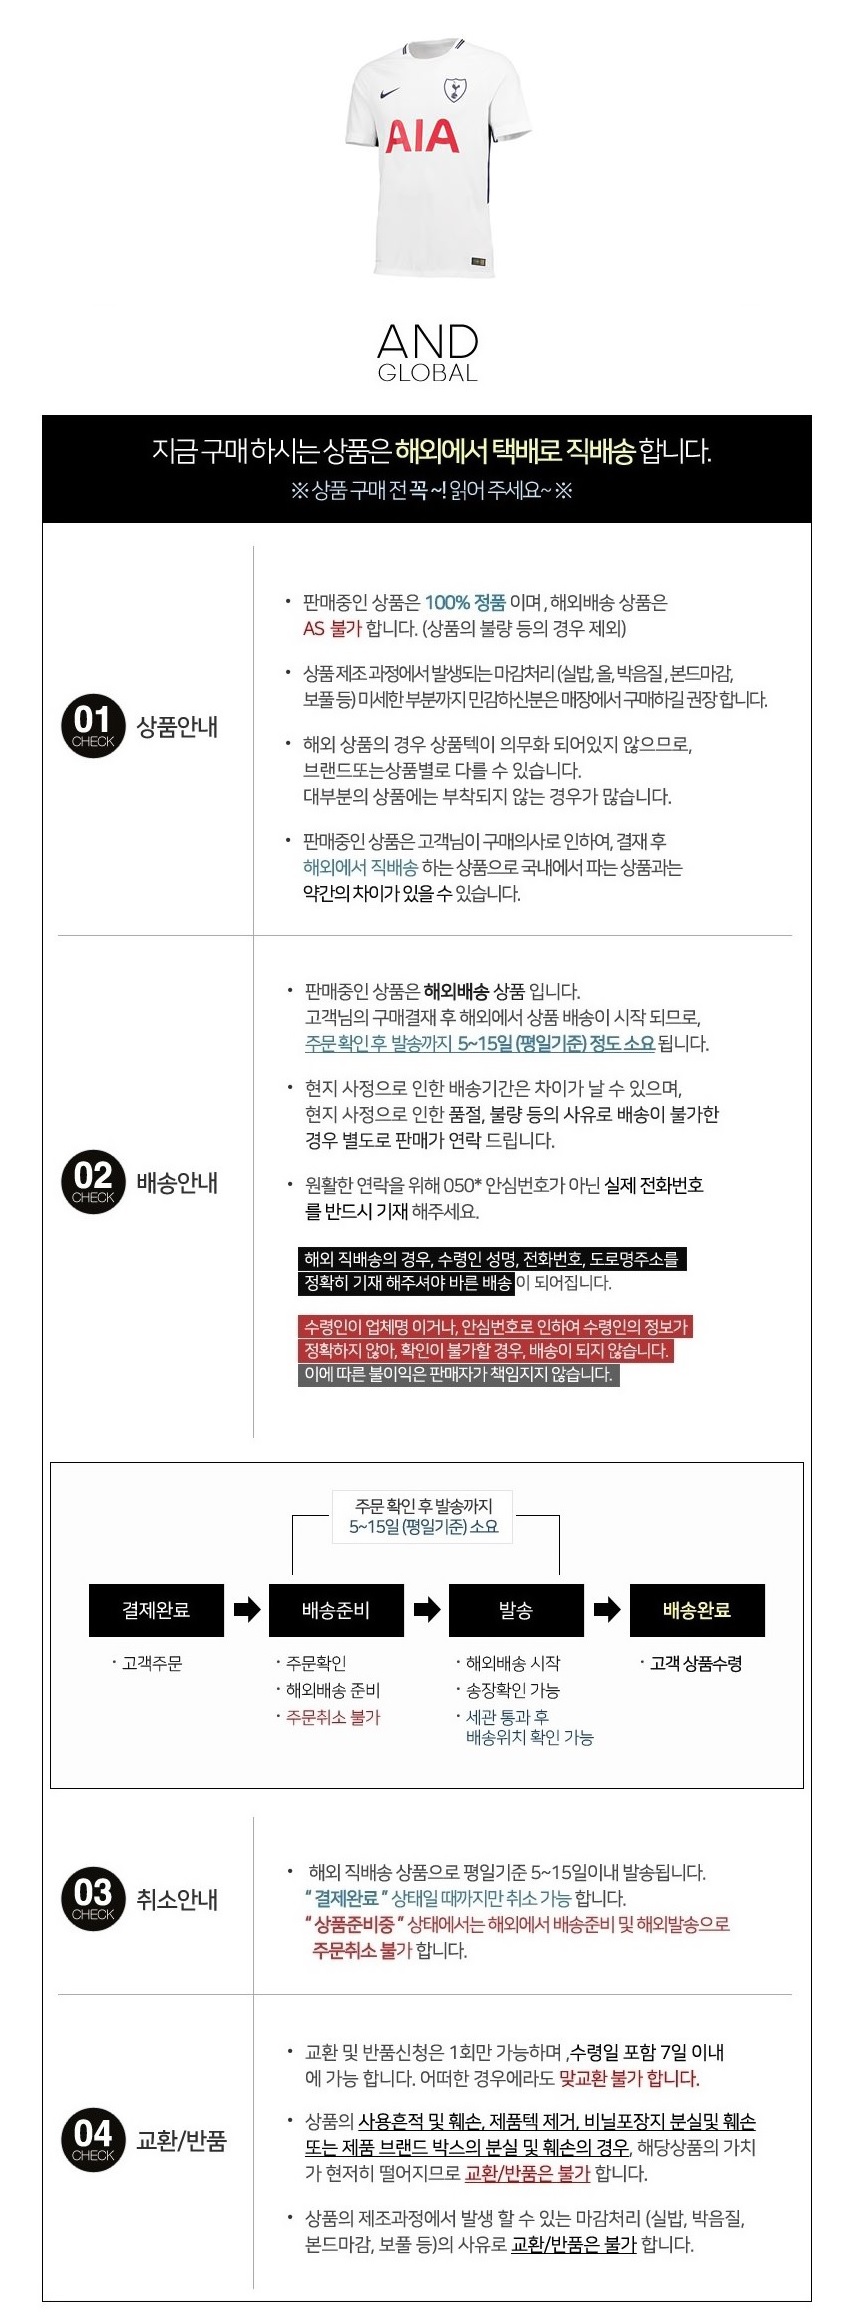 AIA
AND
GLOBAL
지금 구매 하시는 상품은 해외에서 택배로 직배송 합니다.
※ 상품 구매 전 꼭 ~! 읽어 주세요~ ※
01
CHECK
상품안내
• 판매중인 상품은 100% 정품 이며 , 해외배송 상품은
AS 불가 합니다. (상품의 불량 등의 경우 제외)
• 상품 제조 과정에서 발생되는 마감처리 (실밥, 올, 박음질 , 본드마감,
보풀 등) 미세한 부분까지 민감하신분은 매장에서 구매하길 권장 합니다.
• 해외 상품의 경우 상품텍이 의무화 되어있지 않으므로,
브랜드또는상품별로 다를 수 있습니다.
대부분의 상품에는 부착되지 않는 경우가 많습니다.
• 판매중인 상품은 고객님이 구매의사로 인하여, 결재 후
해외에서 직배송 하는 상품으로 국내에서 파는 상품과는
약간의 차이가 있을 수 있습니다.
02
CHECK
배송안내
• 판매중인 상품은 해외배송 상품 입니다.
고객님의 구매결재 후 해외에서 상품 배송이 시작 되므로,
주문 확인 후 발송까지 5~15일 (평일기준) 정도 소요 됩니다.
• 현지 사정으로 인한 배송기간은 차이가 날 수 있으며,
현지 사정으로 인한 품절, 불량 등의 사유로 배송이 불가한
경우 별도로 판매가 연락 드립니다.
• 원활한 연락을 위해 050* 안심번호가 아닌 실제 전화번호
를 반드시 기재 해주세요.
해외 직배송의 경우, 수령인 성명, 전화번호, 도로명주소를
정확히 기재 해주셔야 바른 배송이 되어집니다.
수령인이 업체명 이거나, 안심번호로 인하여 수령인의 정보가
정확하지 않아, 확인이 불가할 경우, 배송이 되지 않습니다.
이에 따른 불이익은 판매자가 책임지지 않습니다.
주문 확인 후 발송까지
5~15일 (평일기준) 소요
결제완료 배송준비 발송 배송완료
· 고객주문
· 주문확인
· 해외배송 준비
· 주문취소 불가
· 해외배송 시작
· 송장확인 가능
· 세관 통과 후
배송위치 확인 가능
· 고객 상품수령
03
CHECK
취소안내
• 해외 직배송 상품으로 평일기준 5~15일이내 발송됩니다.
" 결제완료 " 상태일 때까지만 취소 가능 합니다.
" 상품준비중 " 상태에서는 해외에서 배송준비 및 해외발송으로
주문취소 불가 합니다.
04
CHECK
교환/반품
• 교환 및 반품신청은 1회만 가능하며 ,수령일 포함 7일 이내
에 가능 합니다. 어떠한 경우에라도 맞교환 불가 합니다.
• 상품의 사용흔적 및 훼손, 제품텍 제거, 비닐포장지 분실및 훼손
또는 제품 브랜드 박스의 분실 및 훼손의 경우, 해당상품의 가치
가 현저히 떨어지므로 교환/반품은 불가 합니다.
• 상품의 제조과정에서 발생 할 수 있는 마감처리 (실밥, 박음질,
본드마감, 보풀 등)의 사유로 교환/반품은 불가 합니다.